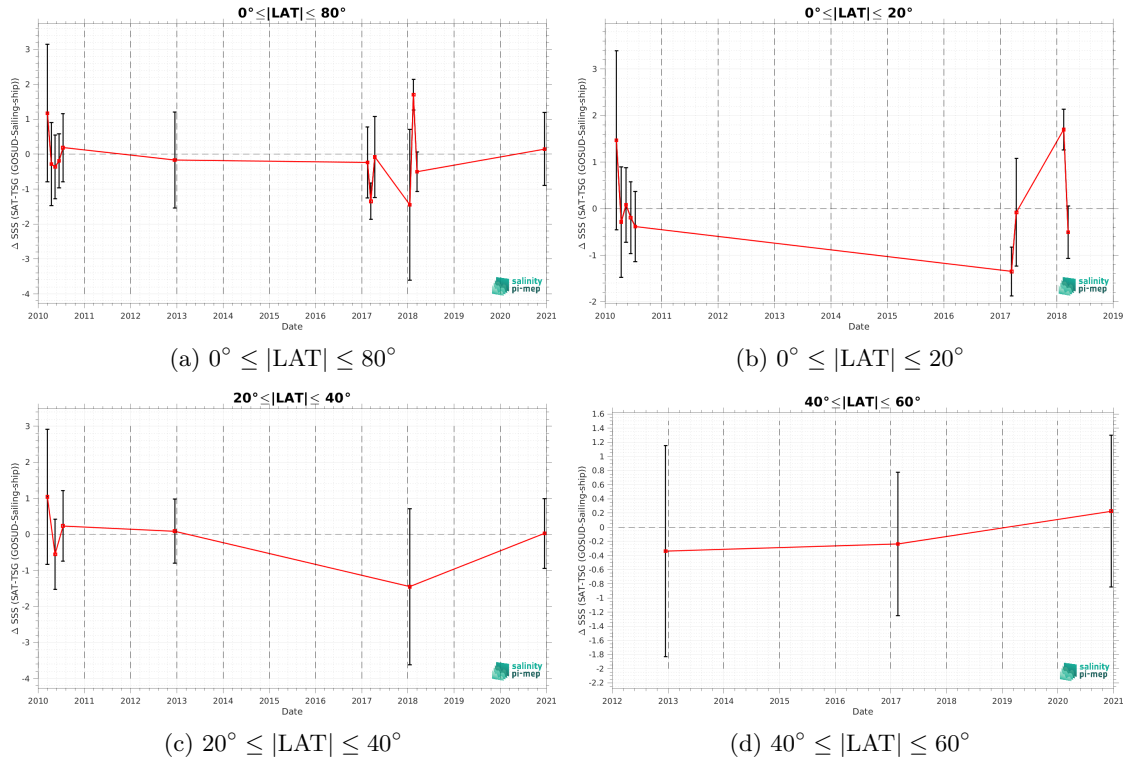 0°≤|LAT|≤ 80°
Δ SSS (SAT-TSG (GOSUD-Sailing-ship))
3
2
1
0
-1
-2
-3
-4
2010 2011 2012 2013 2014 2015 2016 2017 2018 2019 2020 2021
Date
salinity
pi-mep
(a) 0° ≤ |LAT| ≤ 80°
0°≤|LAT|≤ 20°
Δ SSS (SAT-TSG (GOSUD-Sailing-ship))
3
2
1
0
-1
-2
2010 2011 2012 2013 2014 2015 2016 2017 2018 2019
Date
salinity
pi-mep
(b) 0° ≤ |LAT| ≤ 20°
20°≤|LAT|≤ 40°
Δ SSS (SAT-TSG (GOSUD-Sailing-ship))
3
2
1
0
-1
-2
-3
-4
2010 2011 2012 2013 2014 2015 2016 2017 2018 2019 2020 2021
Date
salinity
pi-mep
(c) 20° ≤ |LAT| ≤ 40°
40°≤|LAT|≤ 60°
Δ SSS (SAT-TSG (GOSUD-Sailing-ship))
1.6
1.4
1.2
1
0.8
0.6
0.4
0.2
0
-0.2
-0.4
-0.6
-0.8
-1
-1.2
-1.4
-1.6
-1.8
-2
-2.2
2012 2013 2014 2015 2016 2017 2018 2019 2020 2021
Date
salinity
pi-mep
(d) 40° ≤ |LAT| ≤ 60°